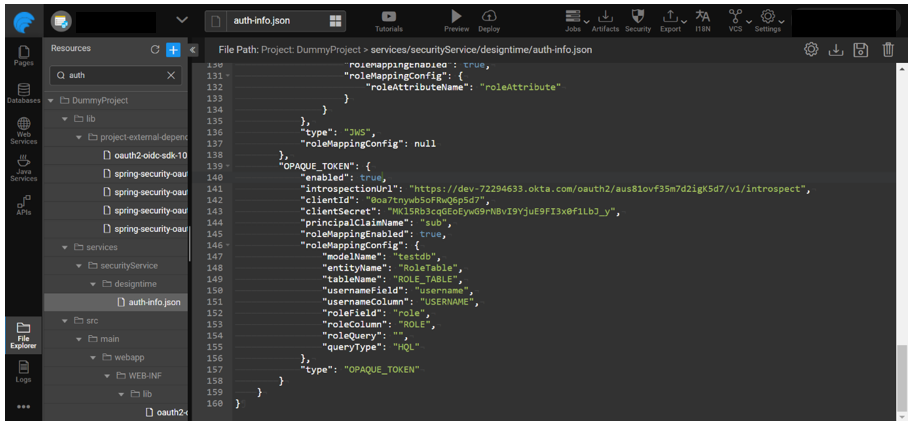 auth-info.json
Tutorials
Preview
Deploy
Jobs
Artifacts
Security
Export
I18N
VCS
Settings
Pages
Databases
Web
Services
Java
Services
APIs
File
Explorer
Logs
Resources
auth
DummyProject
lib
project-external-depend
oauth2-oidc-sdk-10
spring-security-oau
spring-security-oau
spring-security-oau
spring-security-oau
services
securityService
designtime
auth-info.json
src
main
webapp
WEB-INF
lib
oauth2-o
File Path: Project: DummyProject > services/securityService/designtime/auth-info.json
130 "roleMappingEnabled": true,
131 "roleMappingConfig": {
132 "roleAttributeName": "roleAttribute"
133 }
134 }
135 },
136 "type": "JWS",
137 "roleMappingConfig": null
138 },
139 "OPAQUE_TOKEN": {
140 "enabled": true,
141 "introspectionUrl": "https://dev-72294633.okta.com/oauth2/aus81ovf35m7d2igK5d7/v1/introspect",
142 "clientId": "0oa7tnywb5oFRwQ6p5d7",
143 "clientSecret": "MKl5Rb3cqGEoEywG9rNBvI9YjuE9FI3x0f1LbJ_y",
144 "principalClaimName": "sub",
145 "roleMappingEnabled": true,
146 "roleMappingConfig": {
147 "modelName": "testdb",
148 "entityName": "RoleTable",
149 "tableName": "ROLE_TABLE",
150 "usernameField": "username",
151 "usernameColumn": "USERNAME",
152 "roleField": "role",
153 "roleColumn": "ROLE",
154 "roleQuery": "",
155 "queryType": "HQL"
156 },
157 "type": "OPAQUE_TOKEN"
158 }
159 }
160 }